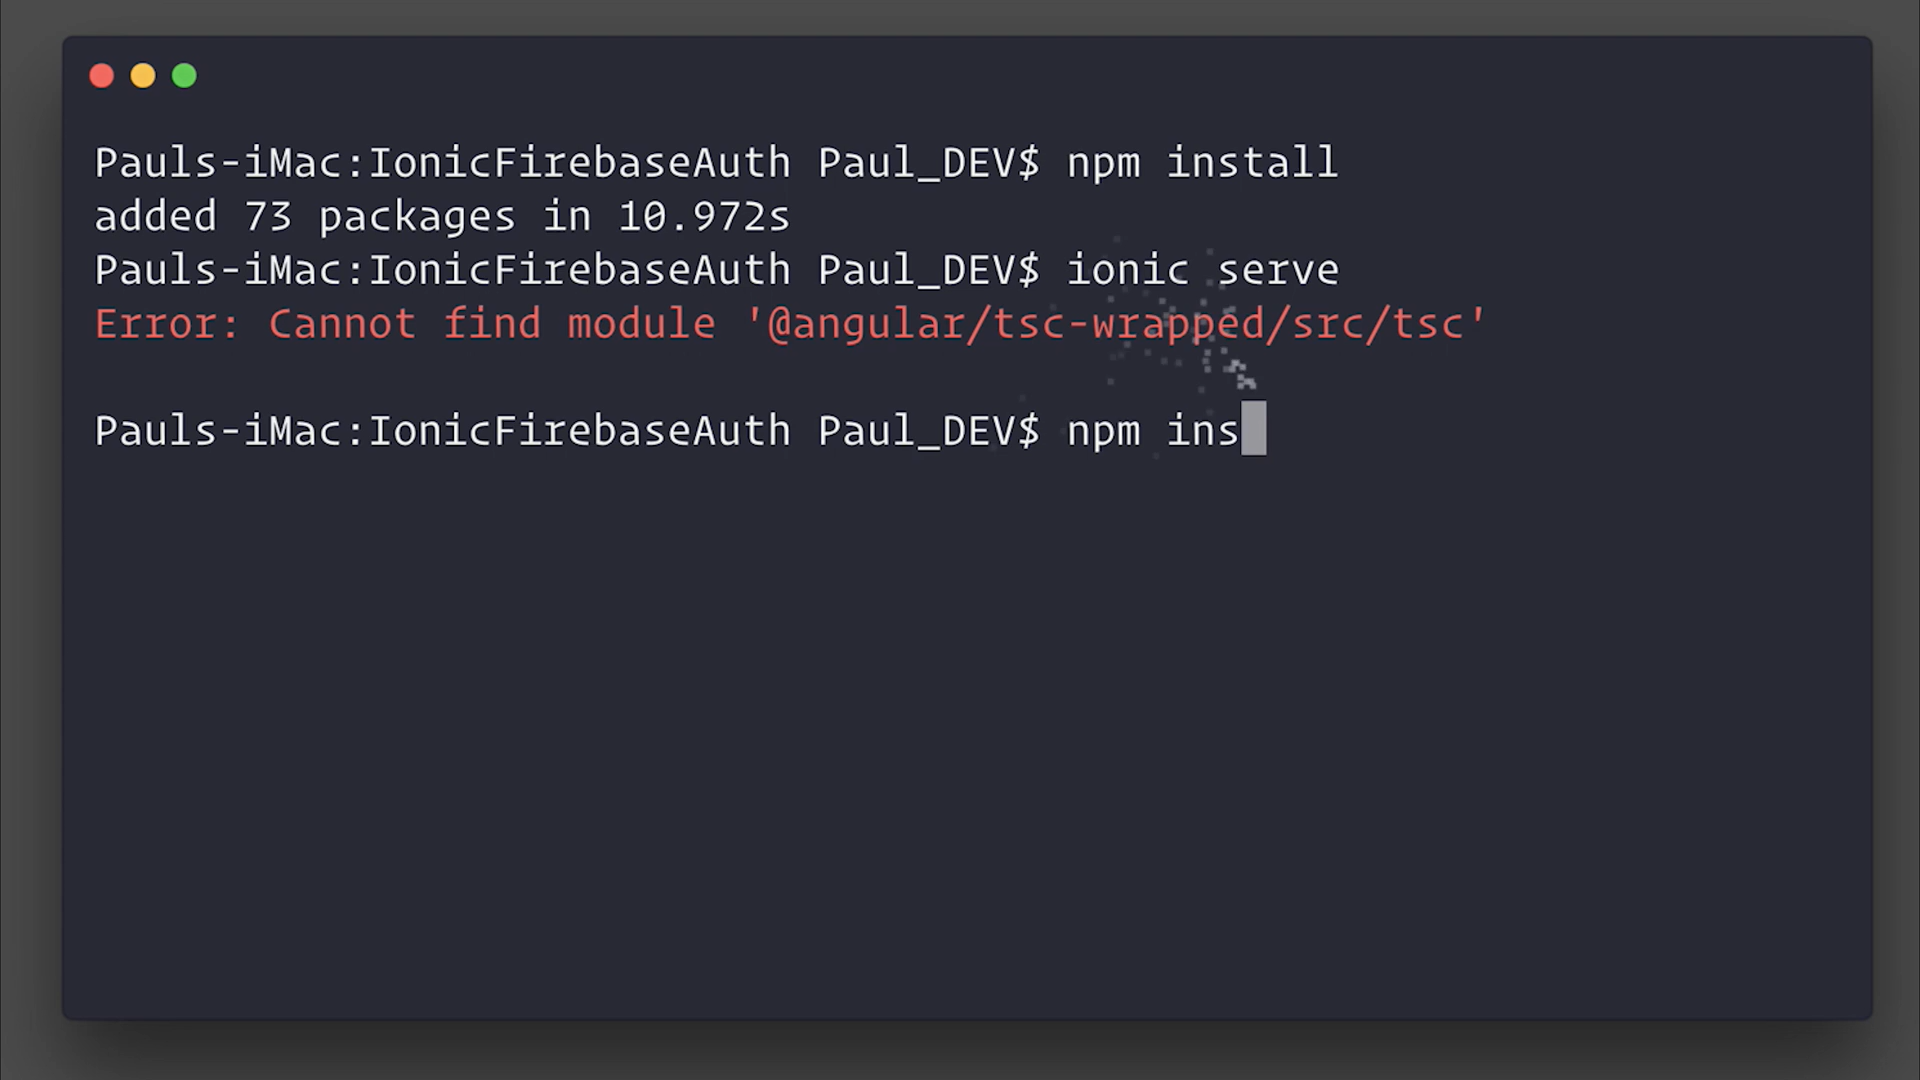 Pauls-iMac:IonicFirebaseAuth Paul_DEV$ npm install
added 73 packages in 10.972s
Pauls-iMac:IonicFirebaseAuth Paul_DEV$ ionic serve
Error: Cannot find module '@angular/tsc-wrapped/src/tsc'
Pauls-iMac:IonicFirebaseAuth Paul_DEV$ npm ins